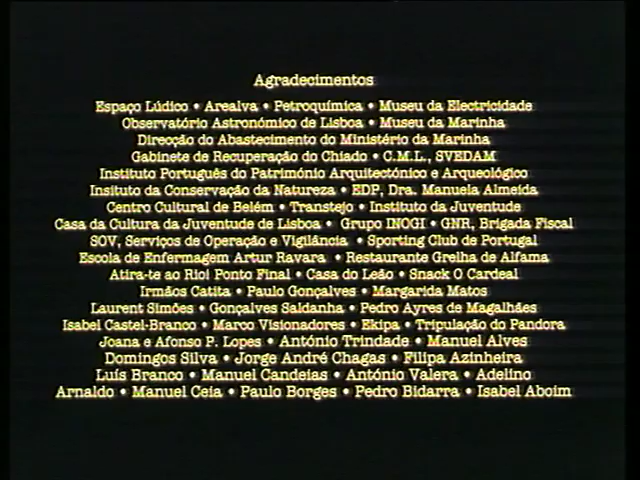 Agradecimentos
Espaço Lúdico • Arealva • Petroquímica • Museu da Electricidade
Observatório Astronómico de Lisboa • Museu da Marinha
Direcção do Abastecimento do Ministério da Marinha
Gabinete de Recuperação do Chiado • C.M.L., SVEDAM
Instituto Português do Património Arquitectónico e Arqueológico
Insituto da Conservação da Natureza • EDP, Dra. Manuela Almeida
Centro Cultural de Belém • Transtejo • Instituto da Juventude
Casa da Cultura da Juventude de Lisboa • Grupo INOGI • GNR, Brigada Fiscal
SOV, Serviços de Operação e Vigilância • Sporting Club de Portugal
Escola de Enfermagem Artur Ravara • Restaurante Grelha de Alfama
Atira-te ao Rio! Ponto Final • Casa do Leão • Snack O Cardeal
Irmãos Catita • Paulo Gonçalves • Margarida Matos
Laurent Simões • Gonçalves Saldanha • Pedro Ayres de Magalhães
Isabel Castel-Branco • Marco Visionadores • Ekipa • Tripulação do Pandora
Joana e Afonso P. Lopes • António Trindade • Manuel Alves
Domingos Silva • Jorge André Chagas • Filipa Azinheira
Luís Branco • Manuel Candeias • António Valera • Adelino
Arnaldo • Manuel Ceia • Paulo Borges • Pedro Bidarra • Isabel Aboim